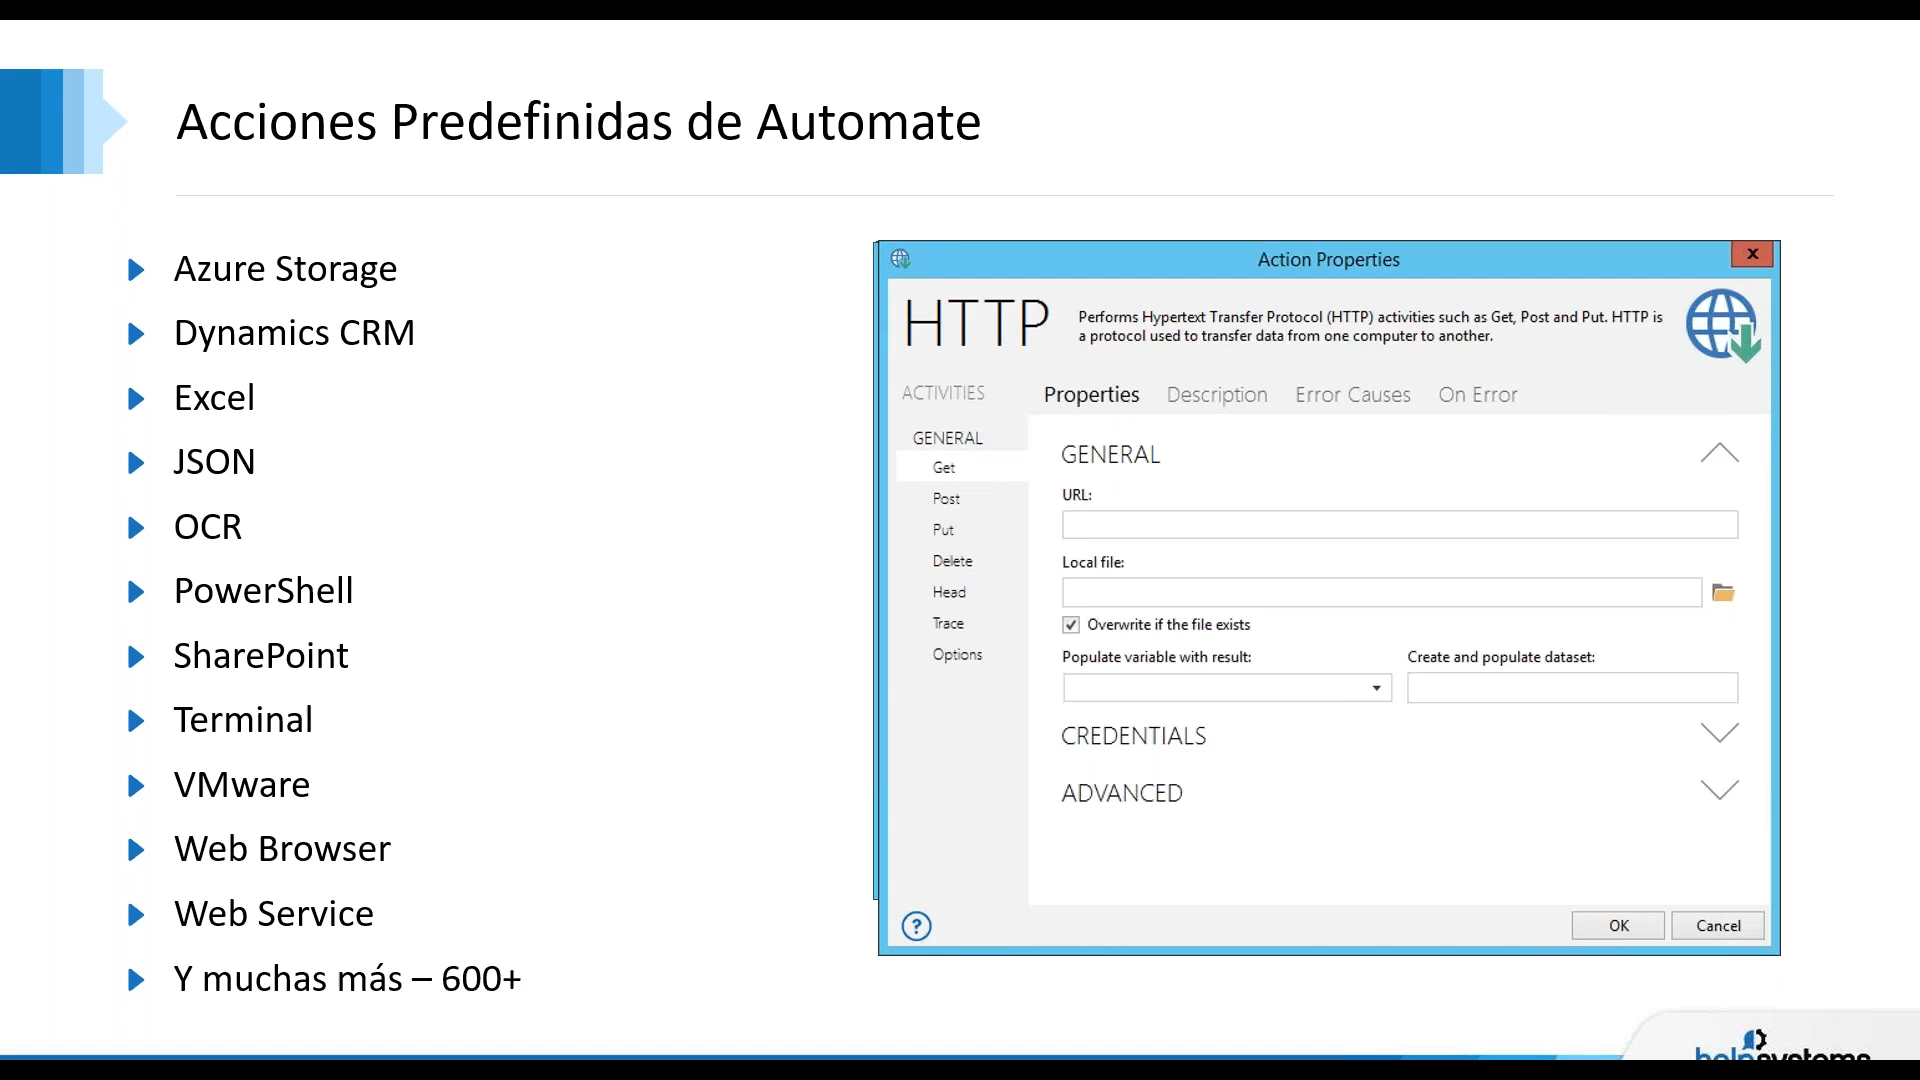 Acciones Predefinidas de Automate
Azure Storage
Dynamics CRM
Excel
JSON
OCR
PowerShell
SharePoint
Terminal
VMware
Web Browser
Web Service
Y muchas más – 600+
Action Properties
x
HTTP
Performs Hypertext Transfer Protocol (HTTP) activities such as Get, Post and Put. HTTP is
a protocol used to transfer data from one computer to another.
ACTIVITIES
Properties Description Error Causes On Error
GENERAL
Get
Post
Put
Delete
Head
Trace
Options
GENERAL
URL:
Local file:
Overwrite if the file exists
Populate variable with result: Create and populate dataset:
CREDENTIALS
ADVANCED
?
OK Cancel
helpsystems